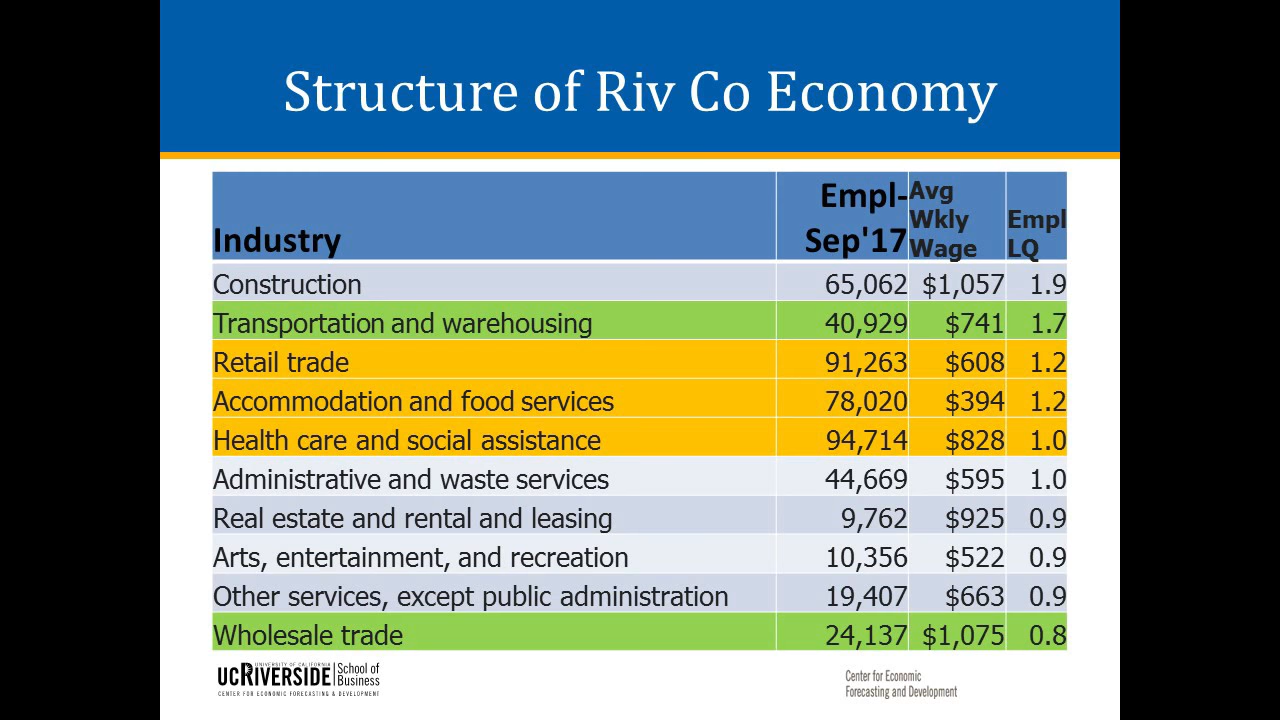 Structure of Riv Co Economy
Industry Empl-Sep'17 Avg Wkly Wage Empl LQ
Construction 65,062 $1,057 1.9
Transportation and warehousing 40,929 $741 1.7
Retail trade 91,263 $608 1.2
Accommodation and food services 78,020 $394 1.2
Health care and social assistance 94,714 $828 1.0
Administrative and waste services 44,669 $595 1.0
Real estate and rental and leasing 9,762 $925 0.9
Arts, entertainment, and recreation 10,356 $522 0.9
Other services, except public administration 19,407 $663 0.9
Wholesale trade 24,137 $1,075 0.8
UNIVERSITY OF CALIFORNIA
UCRIVERSIDE School of
Business
CENTER FOR ECONOMIC FORECASTING & DEVELOPMENT
Center for Economic
Forecasting and Development